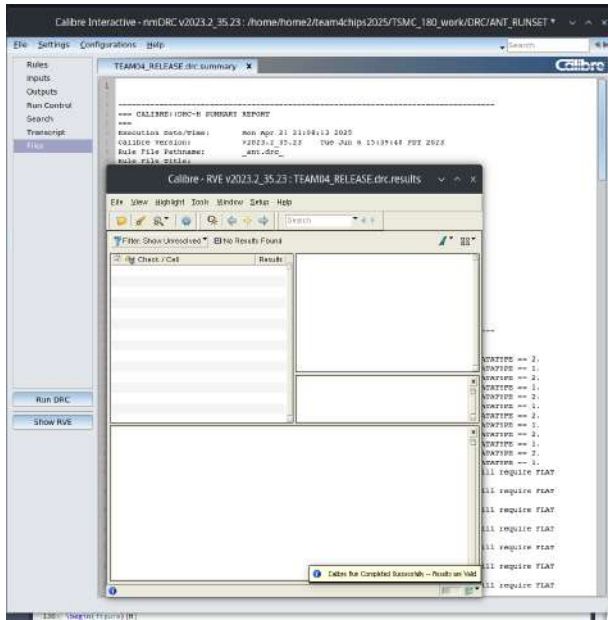 Calibre Interactive - nmDRC v2023.2_35.23 : /home/home2/team4chips2025/TSMC_180_work/DRC/ANT_RUNSET *
File Settings Configurations Help
Search
Rules
Inputs
Outputs
Run Control
Search
Transcript
Files
Run DRC
Show RVE
TEAM04_RELEASE.drc.summary X
Calibre
1
=== CALIBRE::DRC-H SUMMARY REPORT
===
Execution Date/Time: Mon Apr 21 21:04:13 2025
Calibre Version: v2023.2_35.23 Tue Jun 6 15:39:48 PDT 2023
Rule File Pathname: _ant.drc_
Rule File Title:
Calibre - RVE v2023.2_35.23 : TEAM04_RELEASE.drc.results
File View Highlight Tools Window Setup Help
Search
Filter: Show Unresolved
No Results Found
Check / Cell
Results
ATATYPE == 2.
ATATYPE == 1.
ATATYPE == 2.
ATATYPE == 1.
ATATYPE == 2.
ATATYPE == 1.
ATATYPE == 2.
ATATYPE == 1.
ATATYPE == 2.
ATATYPE == 1.
ATATYPE == 2.
ATATYPE == 1.
ill require FLAT
ill require FLAT
ill require FLAT
ill require FLAT
ill require FLAT
ill require FLAT
ill require FLAT
Calibre Run Completed Successfully -- Results are Valid
130: \begin{figure}[H]